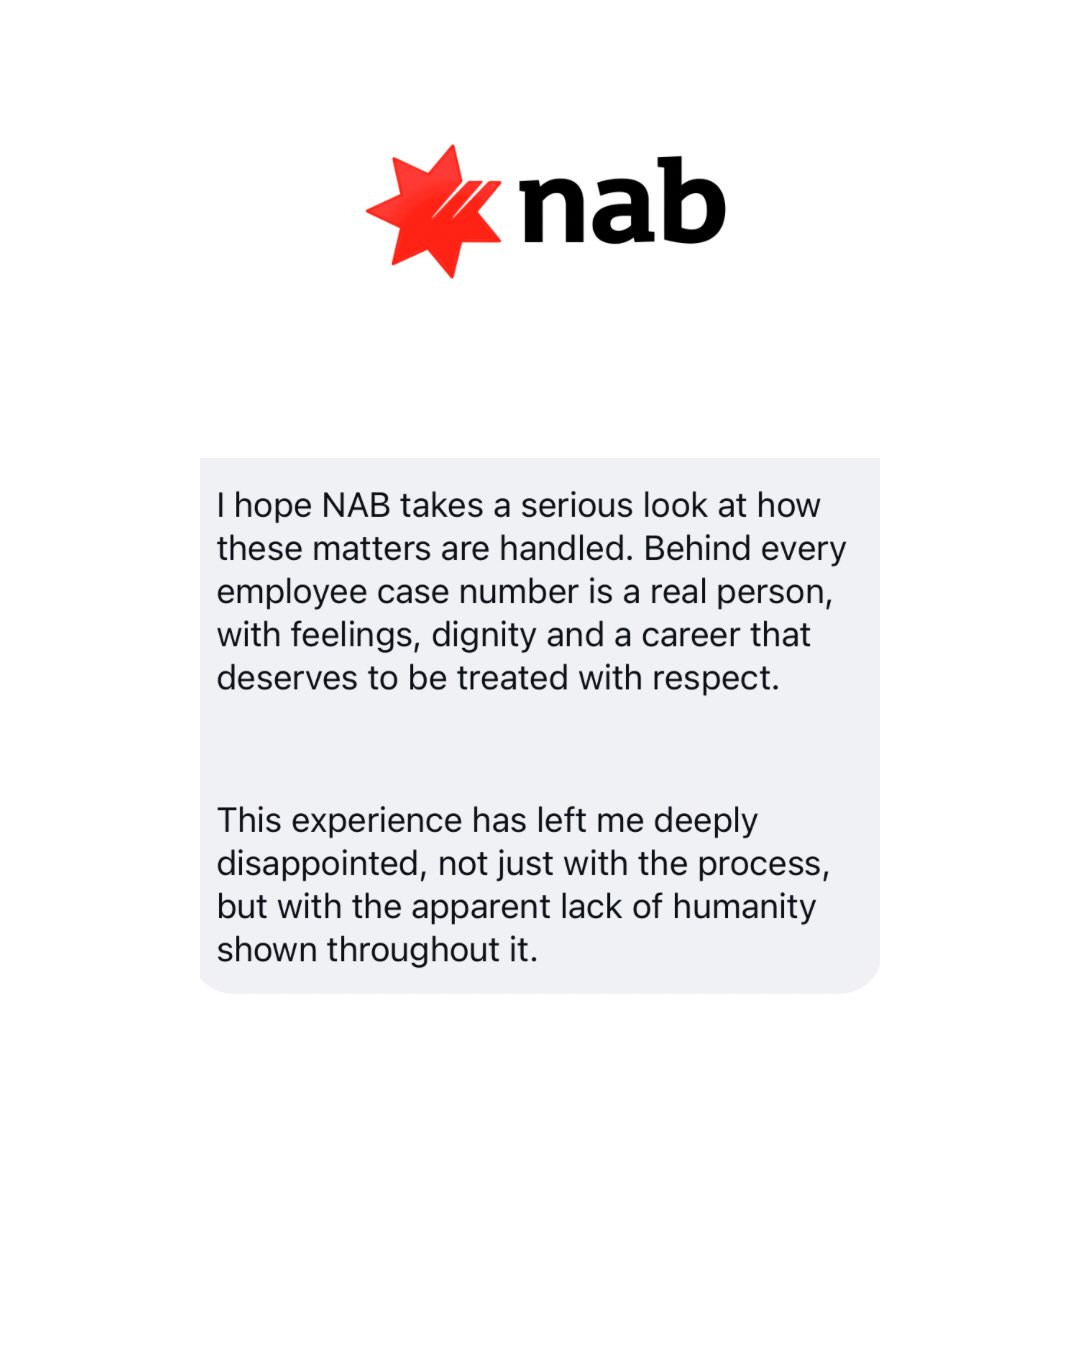 nab
I hope NAB takes a serious look at how
these matters are handled. Behind every
employee case number is a real person,
with feelings, dignity and a career that
deserves to be treated with respect.
This experience has left me deeply
disappointed, not just with the process,
but with the apparent lack of humanity
shown throughout it.